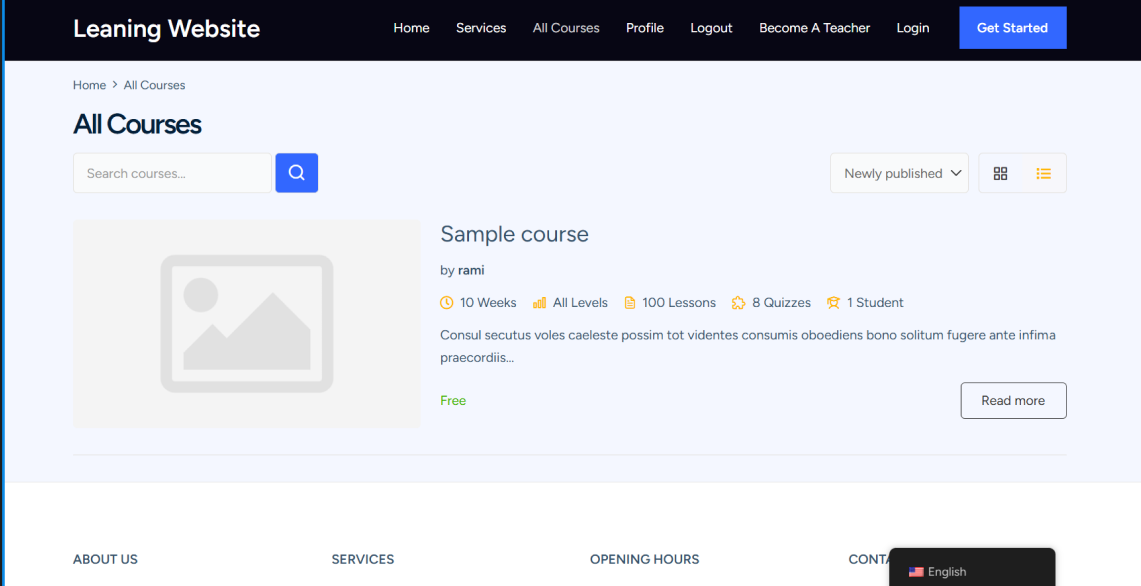 Leaning Website
Home Services All Courses Profile Logout Become A Teacher Login Get Started
Home > All Courses
All Courses
Search courses...
Newly published
Sample course
by rami
10 Weeks All Levels 100 Lessons 8 Quizzes 1 Student
Consul secutus voles caeleste possim tot videntes consumis oboediens bono solitum fugere ante infima
praecordiis...
Free
Read more
ABOUT US SERVICES OPENING HOURS CONTA
English